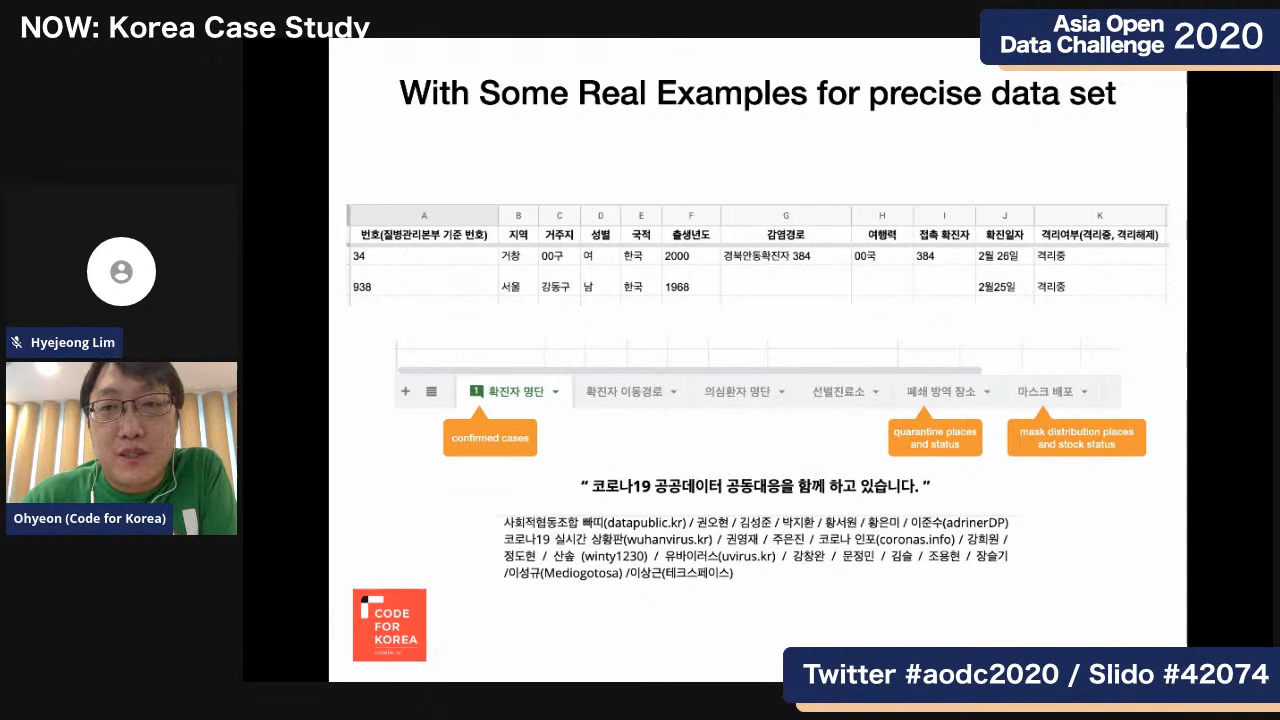 NOW: Korea Case Study
Asia Open
Data Challenge 2020
With Some Real Examples for precise data set
A B C D E F G H I J K
번호(질병관리본부 기준 번호) 지역 거주지 성별 국적 출생년도 감염경로 여행력 접촉 확진자 확진일자 격리여부(격리중, 격리해제)
34 거창 00구 여 한국 2000 경북안동확진자 384 00국 384 2월 26일 격리중
938 서울 강동구 남 한국 1968 2월25일 격리중
Hyejeong Lim
Ohyeon (Code for Korea)
+ 1 확진자 명단 확진자 이동경로 의심환자 명단 선별진료소 폐쇄 방역 장소 마스크 배포
confirmed cases
quarantine places
and status
mask distribution places
and stock status
“ 코로나19 공공데이터 공동대응을 함께 하고 있습니다. ”
사회적협동조합 빠띠(datapublic.kr) / 권오현 / 김성준 / 박지환 / 황서원 / 황은미 / 이준수(adrinerDP)
코로나19 실시간 상황판(wuhanvirus.kr) / 권영재 / 주은진 / 코로나 인포(coronas.info) / 강희원 /
정도현 / 산솔 (winty1230) / 유바이러스(uvirus.kr) / 강창완 / 문정민 / 김슬 / 조용현 / 장슬기
/이성규(Mediogotosa) /이상근(테크스페이스)
CODE
FOR
KOREA
Twitter #aodc2020 / Slido #42074